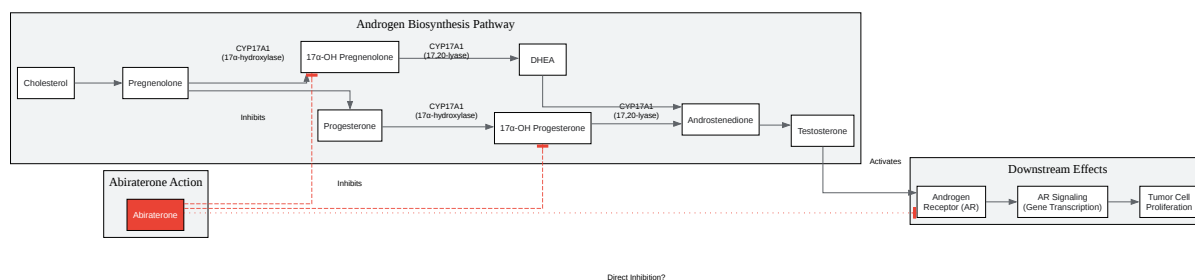 Androgen Biosynthesis Pathway
CYP17A1
(17α-hydroxylase)
17α-OH Pregnenolone
CYP17A1
(17,20-lyase)
DHEA
Cholesterol
Pregnenolone
Inhibits
Progesterone
CYP17A1
(17α-hydroxylase)
17α-OH Progesterone
CYP17A1
(17,20-lyase)
Androstenedione
Testosterone
Activates
Abiraterone Action
Inhibits
Abiraterone
Downstream Effects
Androgen
Receptor (AR)
AR Signaling
(Gene Transcription)
Tumor Cell
Proliferation
Direct Inhibition?